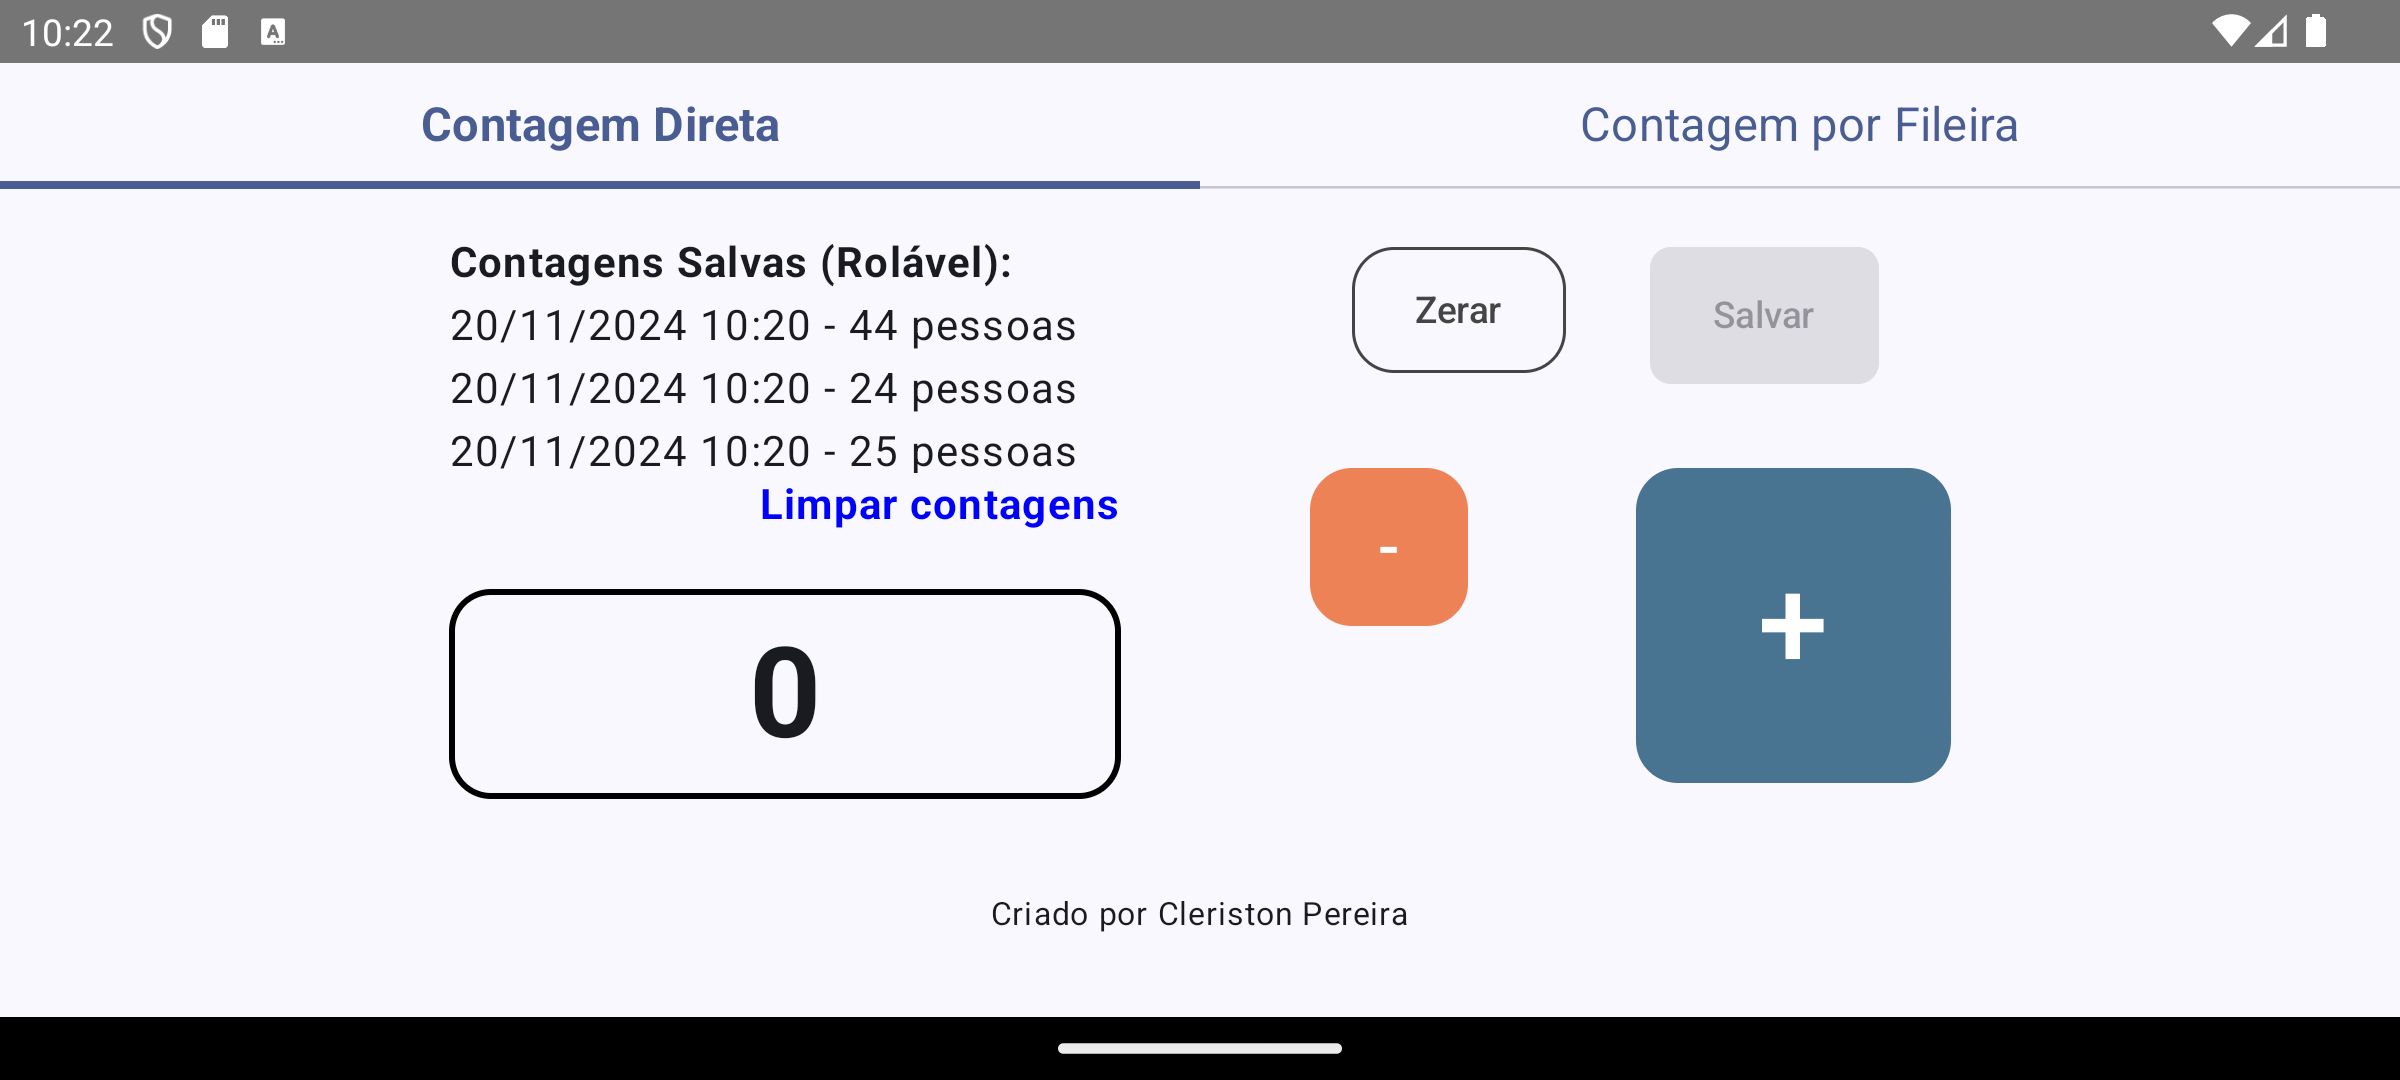 10:22
Contagem Direta
Contagem por Fileira
Contagens Salvas (Rolável):
20/11/2024 10:20 - 44 pessoas
20/11/2024 10:20 - 24 pessoas
20/11/2024 10:20 - 25 pessoas
Limpar contagens
0
Zerar
Salvar
-
+
Criado por Cleriston Pereira